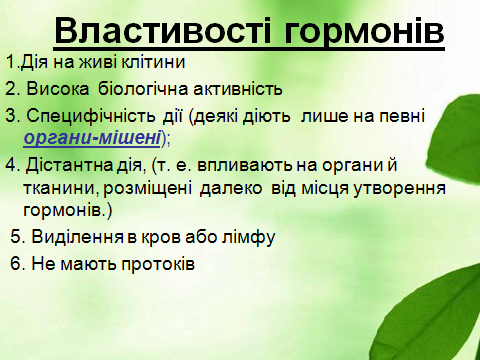 Властивості гормонів
1.Дія на живі клітини
2. Висока біологічна активність
3. Специфічність дії (деякі діють лише на певні
органи-мішені);
4. Дістантна дія, (т. е. впливають на органи й
тканини, розміщені далеко від місця утворення
гормонів.)
5. Виділення в кров або лімфу
6. Не мають протоків